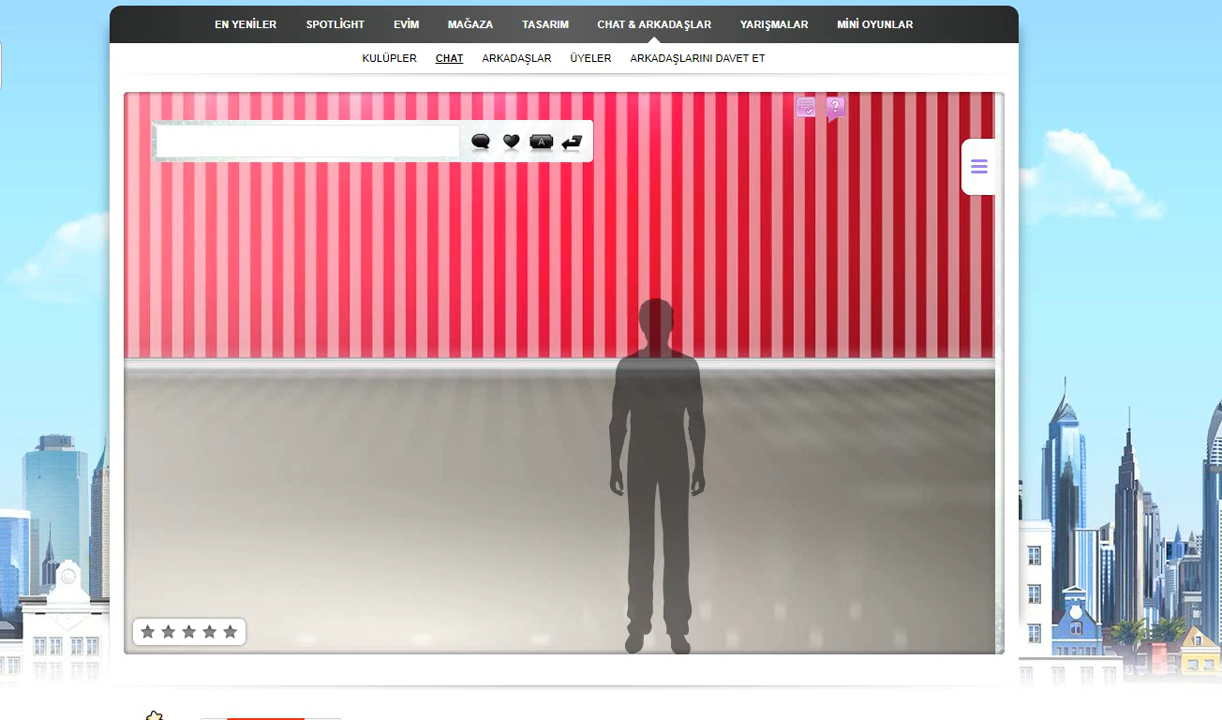 EN YENİLER SPOTLİGHT EVİM MAĞAZA TASARIM CHAT & ARKADAŞLAR YARIŞMALAR MİNİ OYUNLAR
KULÜPLER CHAT ARKADAŞLAR ÜYELER ARKADAŞLARINI DAVET ET
?
A